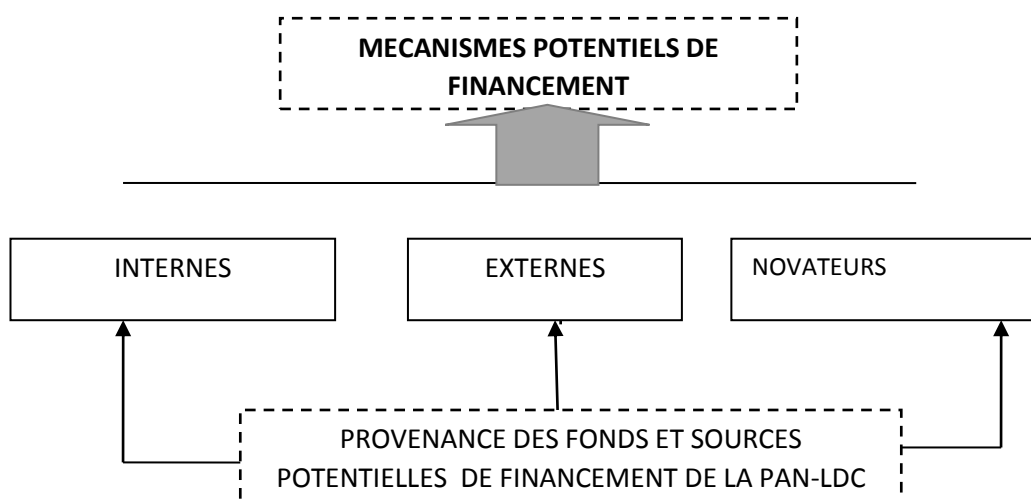 MECANISMES POTENTIELS DE
FINANCEMENT
INTERNES
EXTERNES
NOVATEURS
PROVENANCE DES FONDS ET SOURCES
POTENTIELLES DE FINANCEMENT DE LA PAN-LDC